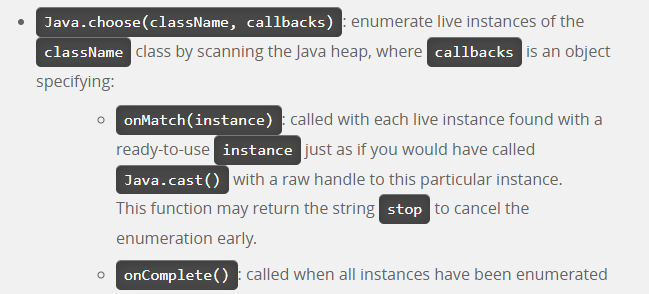 Java.choose(className, callbacks): enumerate live instances of the
className class by scanning the Java heap, where callbacks is an object
specifying:
onMatch(instance): called with each live instance found with a
ready-to-use instance just as if you would have called
Java.cast() with a raw handle to this particular instance.
This function may return the string stop to cancel the
enumeration early.
onComplete(): called when all instances have been enumerated